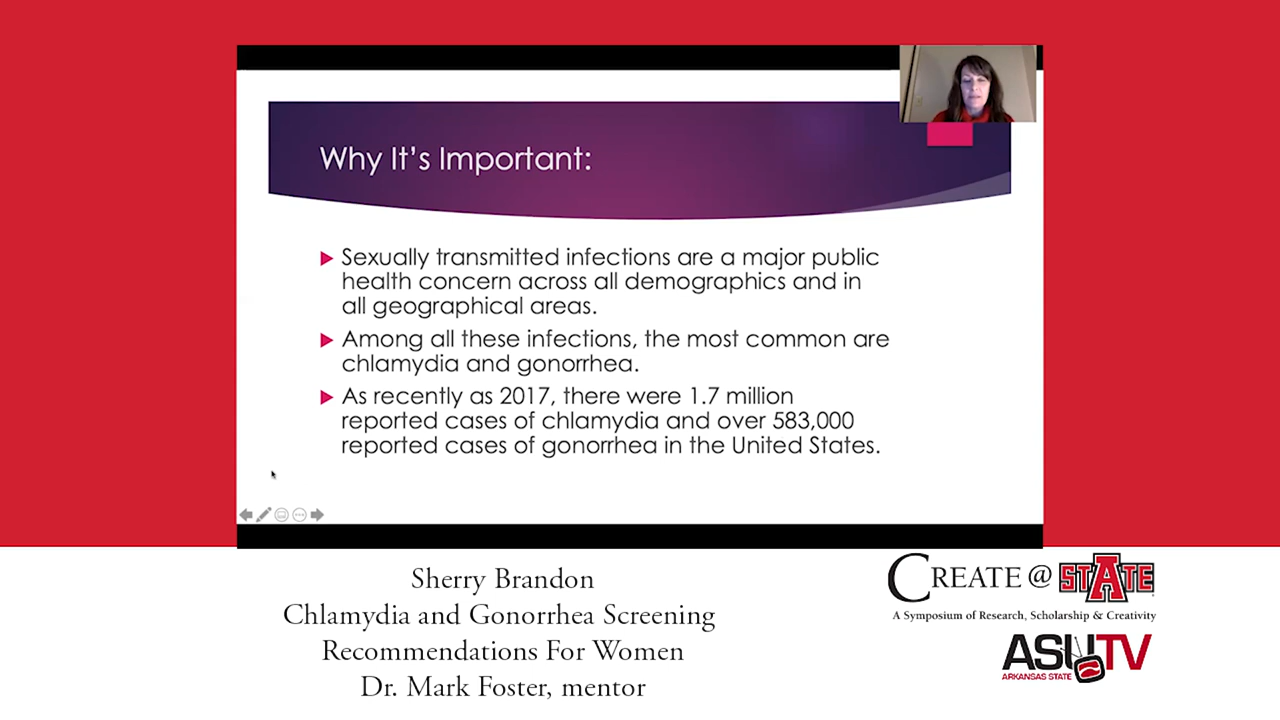 Why It's Important:
Sexually transmitted infections are a major public
health concern across all demographics and in
all geographical areas.
Among all these infections, the most common are
chlamydia and gonorrhea.
As recently as 2017, there were 1.7 million
reported cases of chlamydia and over 583,000
reported cases of gonorrhea in the United States.
Sherry Brandon
Chlamydia and Gonorrhea Screening
Recommendations For Women
Dr. Mark Foster, mentor
CREATE @ STATE
A Symposium of Research, Scholarship & Creativity
ASUTV
ARKANSAS STATE